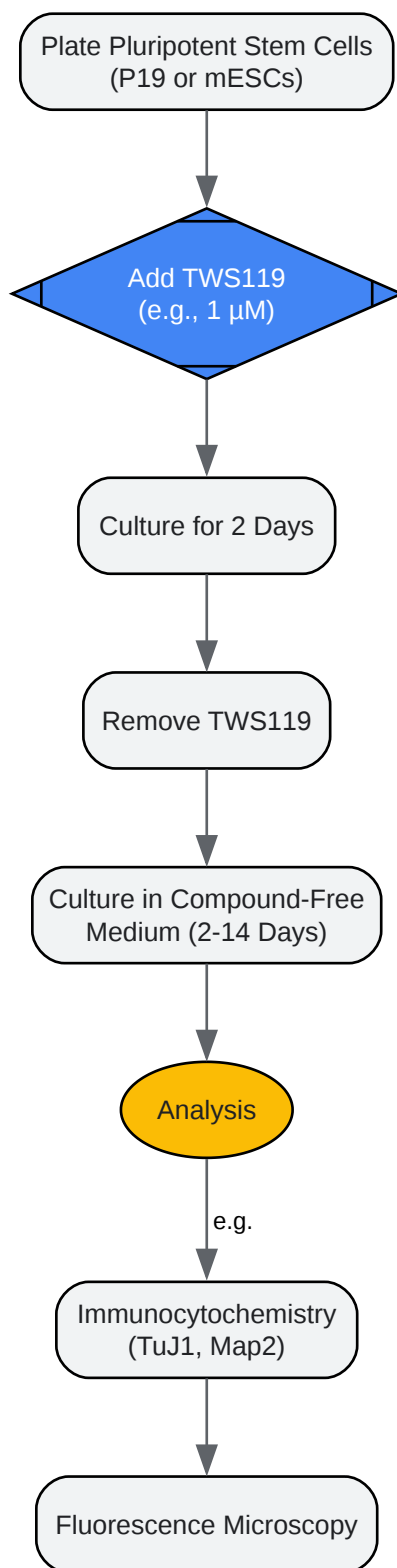 Plate Pluripotent Stem Cells
(P19 or mESCs)
Add TWS119
(e.g., 1 µM)
Culture for 2 Days
Remove TWS119
Culture in Compound-Free
Medium (2-14 Days)
Analysis
e.g.
Immunocytochemistry
(TuJ1, Map2)
Fluorescence Microscopy